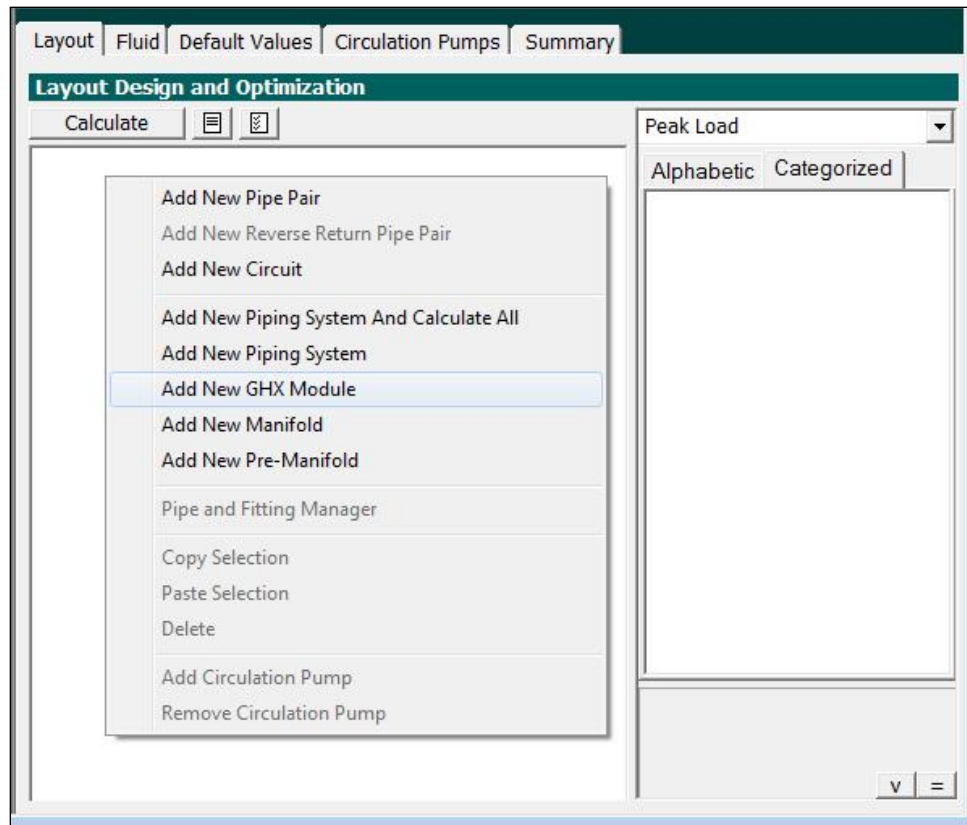 Layout Fluid Default Values Circulation Pumps Summary
Layout Design and Optimization
Calculate
Peak Load
Alphabetic Categorized
Add New Pipe Pair
Add New Reverse Return Pipe Pair
Add New Circuit
Add New Piping System And Calculate All
Add New Piping System
Add New GHX Module
Add New Manifold
Add New Pre-Manifold
Pipe and Fitting Manager
Copy Selection
Paste Selection
Delete
Add Circulation Pump
Remove Circulation Pump
v =